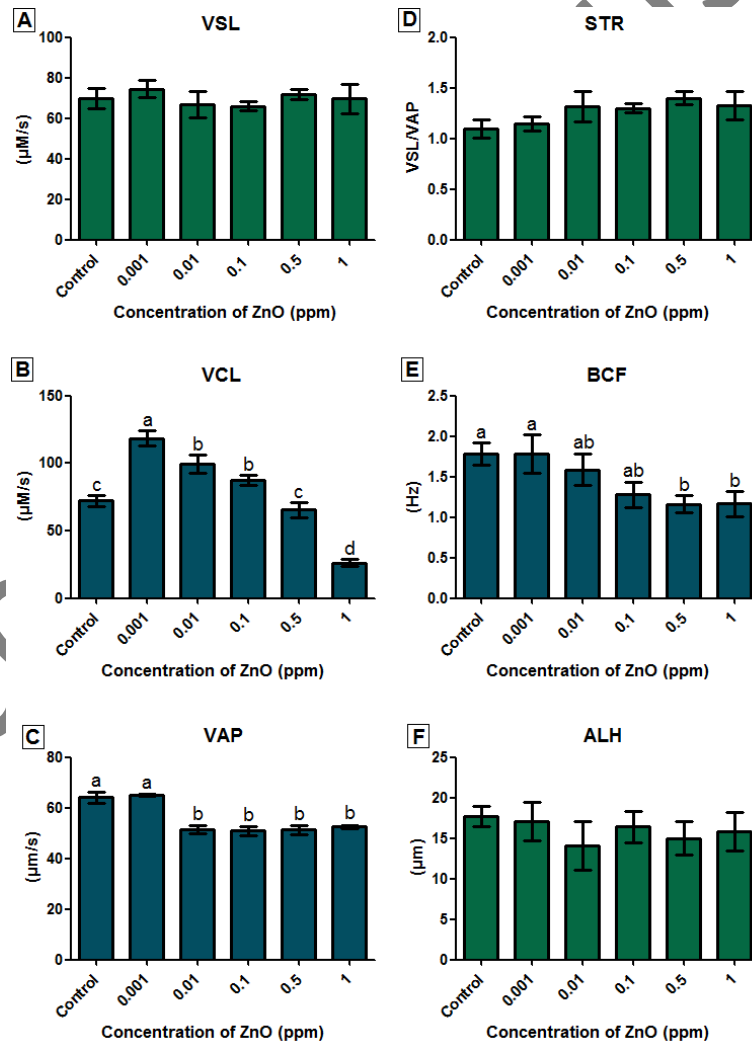 A
VSL
100
80
60
40
20
0
(µM/s)
Control
0.001
0.01
0.1
0.5
1
Concentration of ZnO (ppm)
D
STR
2.0
1.5
1.0
0.5
0.0
VSL/VAP
Control
0.001
0.01
0.1
0.5
1
Concentration of ZnO (ppm)
B
VCL
150
100
50
0
(µM/s)
c
a
b
b
c
d
Control
0.001
0.01
0.1
0.5
1
Concentration of ZnO (ppm)
E
BCF
2.5
2.0
1.5
1.0
0.5
0.0
(Hz)
a
a
ab
ab
b
b
Control
0.001
0.01
0.1
0.5
1
Concentration of ZnO (ppm)
C
VAP
80
60
40
20
0
(µm/s)
a
a
b
b
b
b
Control
0.001
0.01
0.1
0.5
1
Concentration of ZnO (ppm)
F
ALH
25
20
15
10
5
0
(µm)
Control
0.001
0.01
0.1
0.5
1
Concentration of ZnO (ppm)